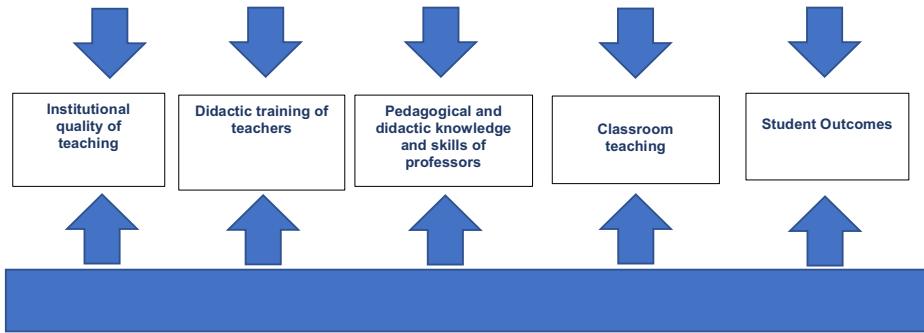 Institutional
quality of
teaching
Didactic training of
teachers
Pedagogical and
didactic knowledge
and skills of
professors
Classroom
teaching
Student Outcomes